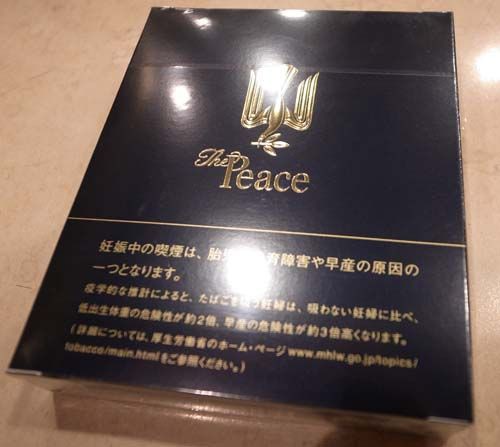 The
Peace
妊娠中の喫煙は、胎児 育障害や早産の原因の
一つとなります。
疫学的な推計によると、たばこを吸う妊婦は、吸わない妊婦に比べ、
低出生体重の危険性が約2倍、早産の危険性が約3倍高くなります。
(詳細については、厚生労働省のホーム・ページ www.mhlw.go.jp/topics/
tobacco/main.html をご参照ください。)